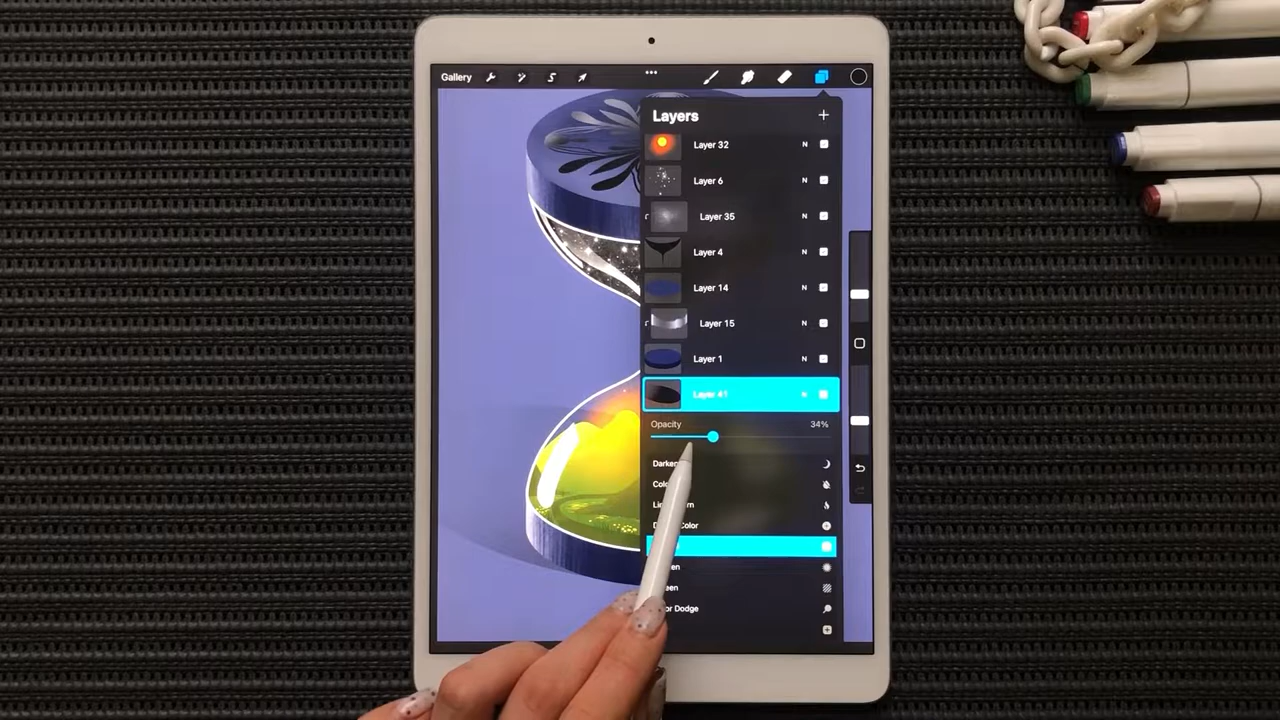 Gallery
Layers
Layer 32 N
Layer 6 N
Layer 35 N
Layer 4 N
Layer 14 N
Layer 15 N
Layer 1 N
Layer 41 N
Opacity 34%
Color
or Dodge